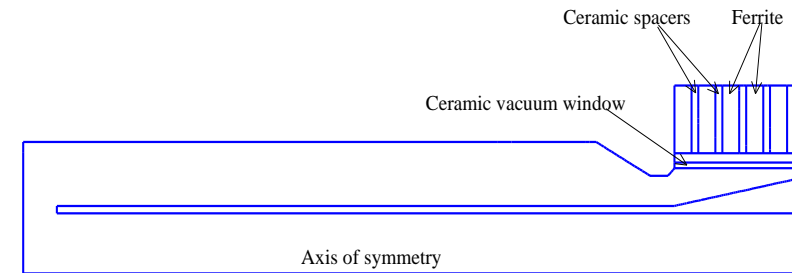 Ceramic spacers
Ferrite
Ceramic vacuum window
Axis of symmetry